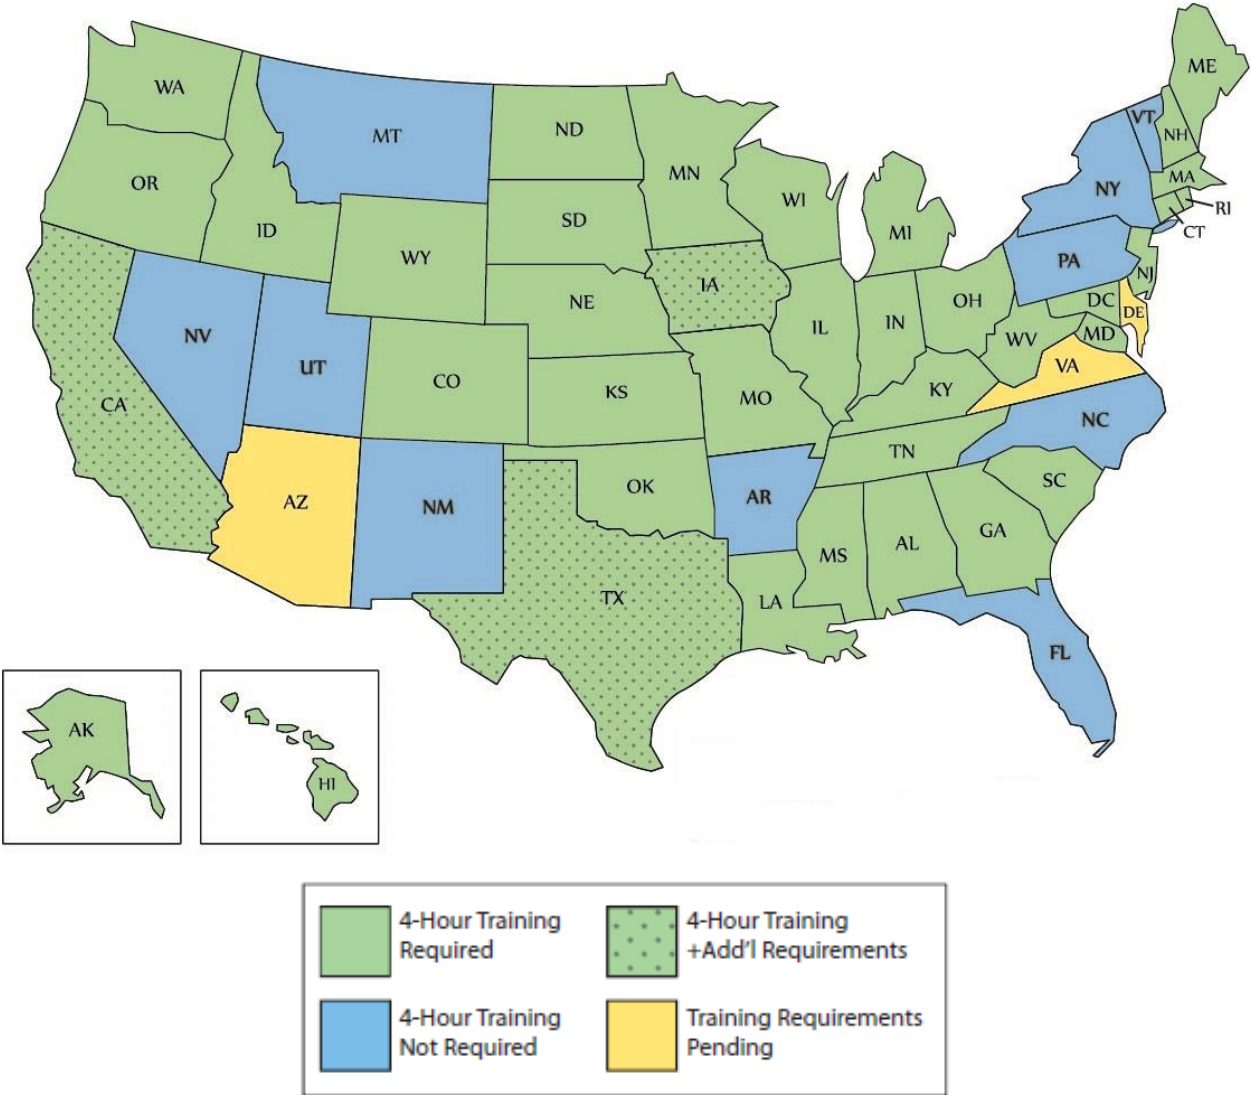 ME
WA
VT
ND
MT
NH
MN
MA
OR
NY
WI
RI
SD
ID
MI
CT
WY
PA
NJ
IA
NE
DC
OH
DE
IN
IL
MD
NV
WV
UT
VA
CO
KY
KS
MO
CA
NC
TN
SC
OK
AR
AZ
NM
GA
AL
MS
TX
LA
FL
AK
HI
4-Hour Training
Required
4-Hour Training
+Add'l Requirements
4-Hour Training
Not Required
Training Requirements
Pending